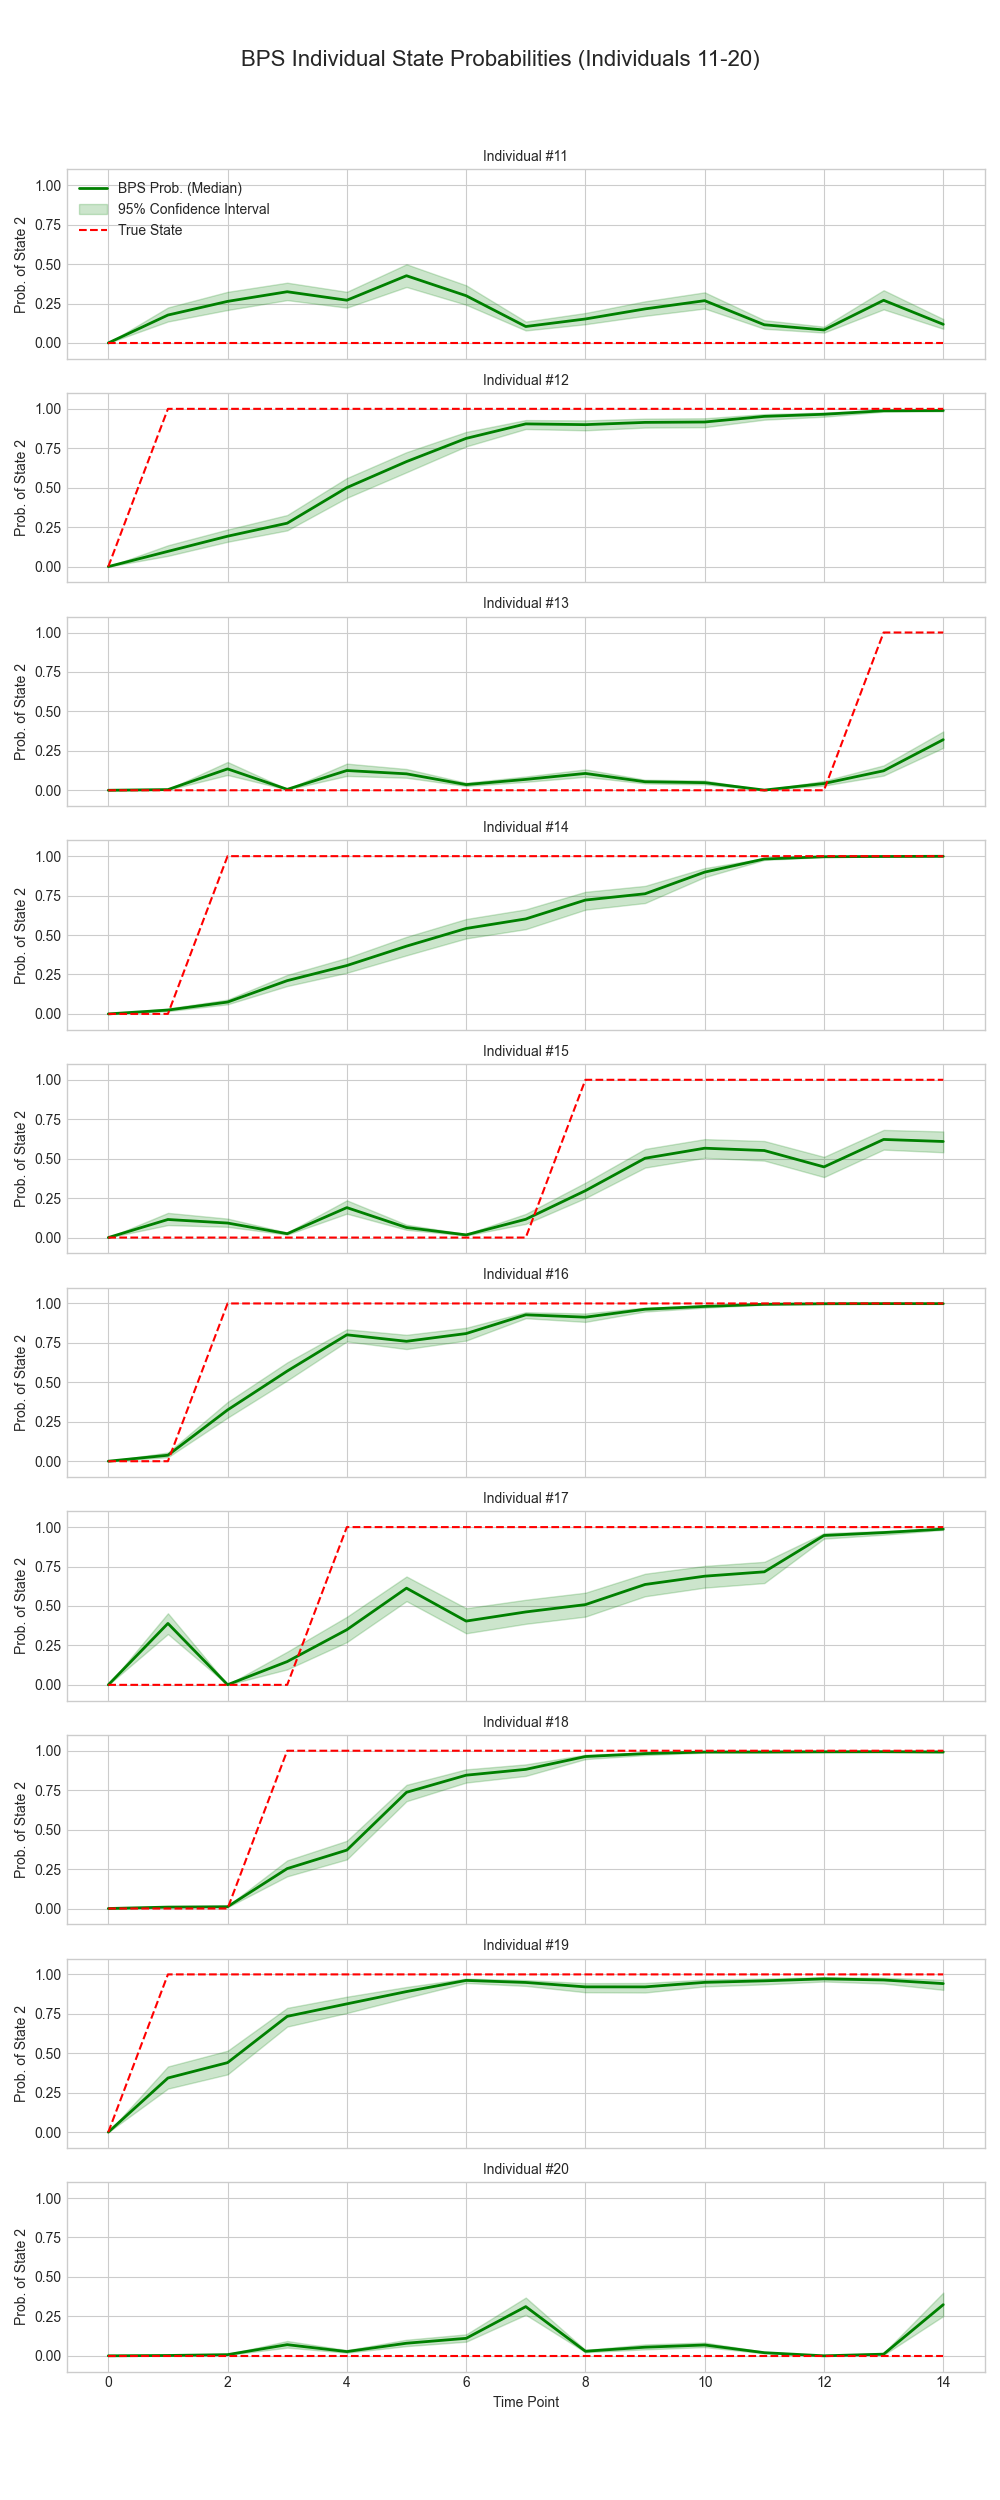 BPS Individual State Probabilities (Individuals 11-20)
Individual #11
BPS Prob. (Median)
95% Confidence Interval
True State
Prob. of State 2
1.00
0.75
0.50
0.25
0.00
Individual #12
Prob. of State 2
1.00
0.75
0.50
0.25
0.00
Individual #13
Prob. of State 2
1.00
0.75
0.50
0.25
0.00
Individual #14
Prob. of State 2
1.00
0.75
0.50
0.25
0.00
Individual #15
Prob. of State 2
1.00
0.75
0.50
0.25
0.00
Individual #16
Prob. of State 2
1.00
0.75
0.50
0.25
0.00
Individual #17
Prob. of State 2
1.00
0.75
0.50
0.25
0.00
Individual #18
Prob. of State 2
1.00
0.75
0.50
0.25
0.00
Individual #19
Prob. of State 2
1.00
0.75
0.50
0.25
0.00
Individual #20
Prob. of State 2
1.00
0.75
0.50
0.25
0.00
0 2 4 6 8 10 12 14
Time Point